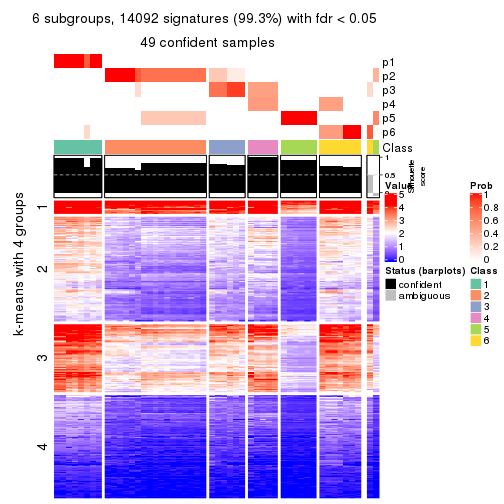 6 subgroups, 14092 signatures (99.3%) with fdr < 0.05
49 confident samples
p1
p2
p3
p4
p5
p6
Class
1
0.5
0
Silhouette
score
k-means with 4 groups
1
2
3
4
Value
5
4
3
2
1
0
Prob
1
0.8
0.6
0.4
0.2
0
Status (barplots)
confident
ambiguous
Class
1
2
3
4
5
6